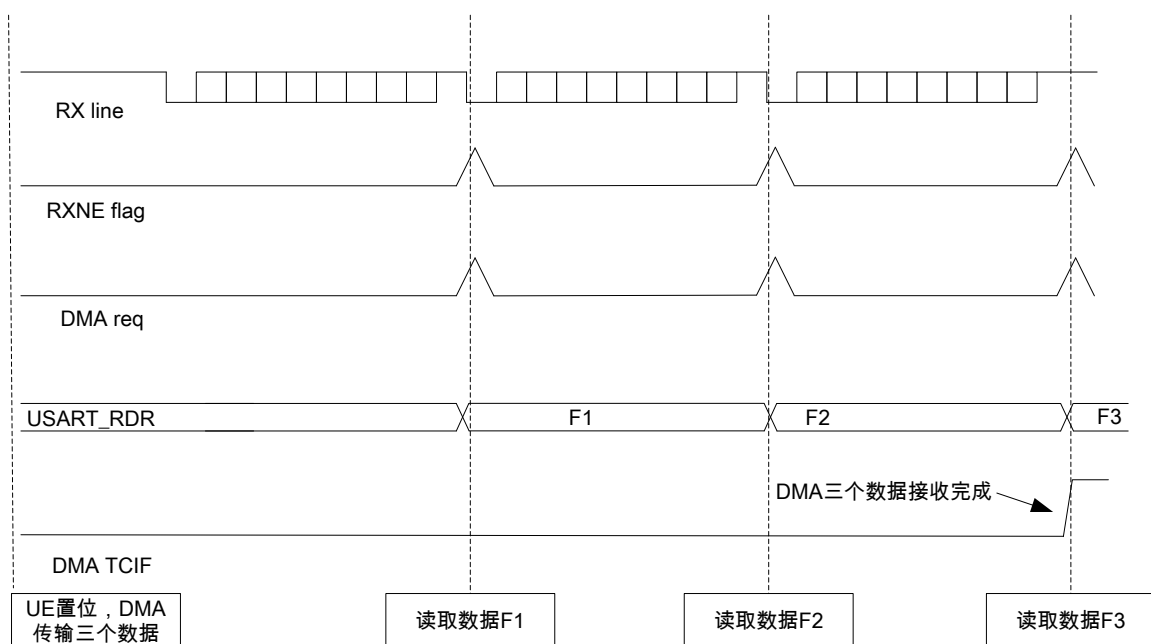 RX line
RXNE flag
DMA req
USART_RDR
F1
F2
F3
DMA三个数据接收完成
DMA TCIF
UE置位，DMA
传输三个数据
读取数据F1
读取数据F2
读取数据F3